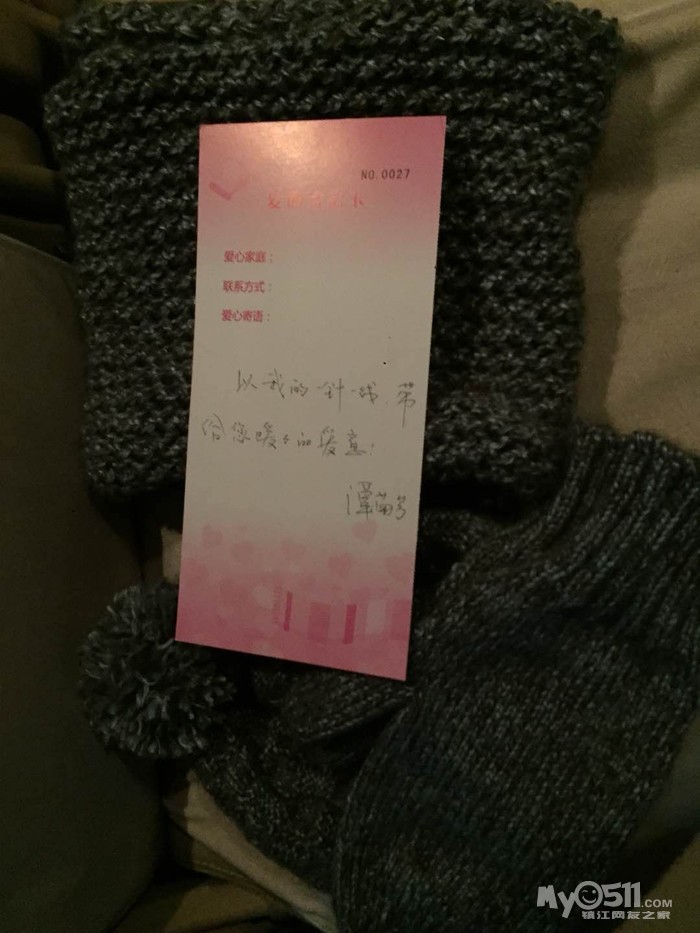 NO.0027
爱心家庭：
联系方式：
爱心寄语：
以我的一针一线，带
给您暖暖的爱意.
My0511.COM
镇江网友之家